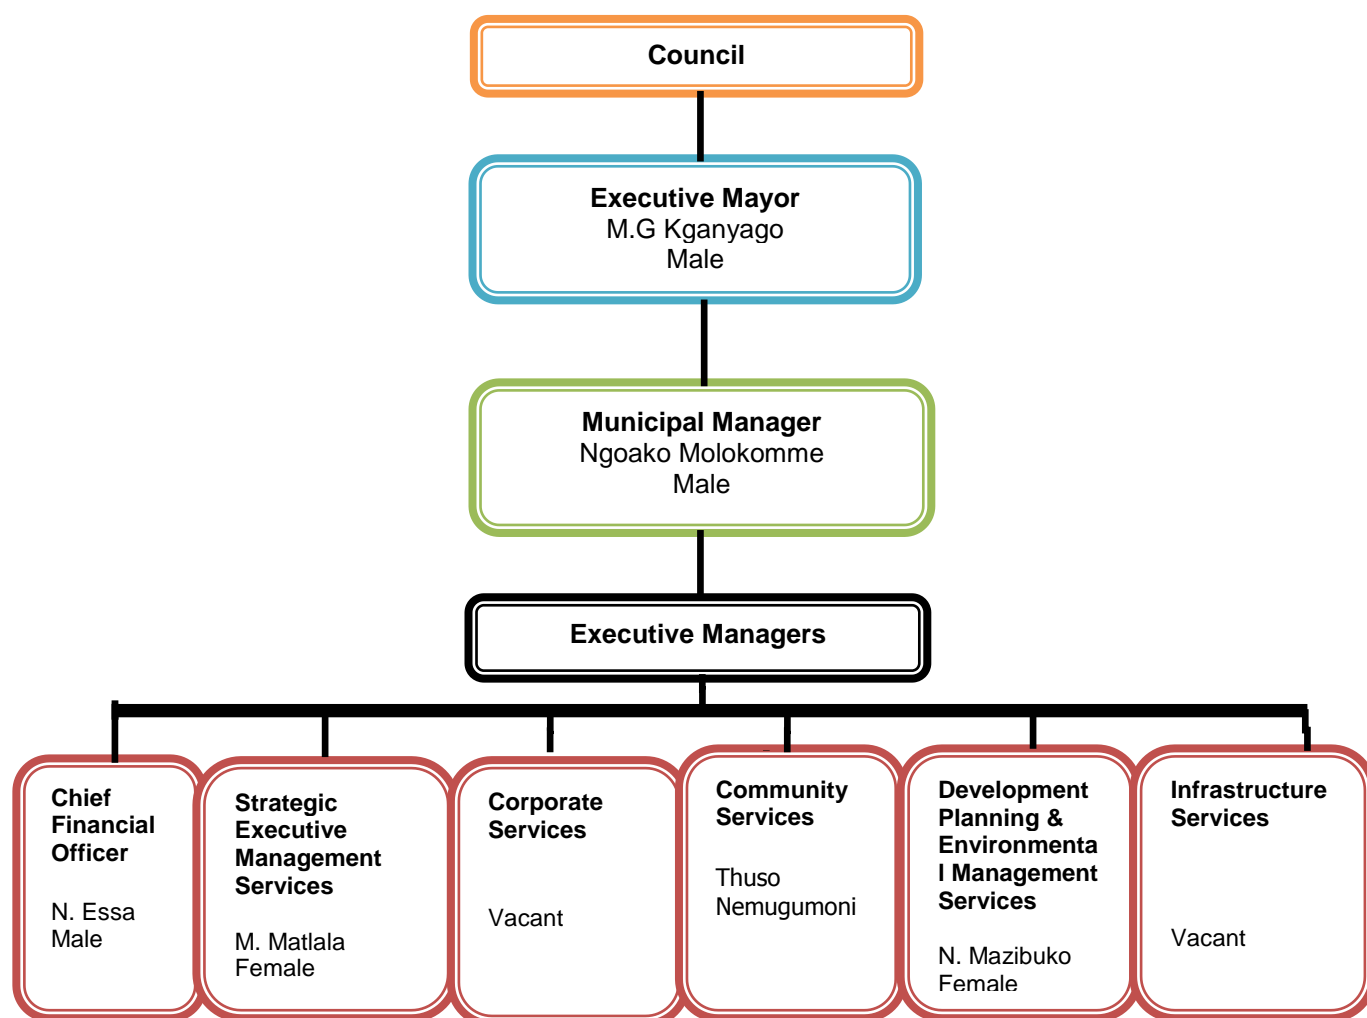 Council
Executive Mayor
M.G Kganyago
Male
Municipal Manager
Ngoako Molokomme
Male
Executive Managers
Chief
Financial
Officer
N. Essa
Male
Strategic
Executive
Management
Services
M. Matlala
Female
Corporate
Services
Vacant
Community
Services
Thuso
Nemugumoni
Development
Planning &
Environmenta
l Management
Services
N. Mazibuko
Female
Infrastructure
Services
Vacant